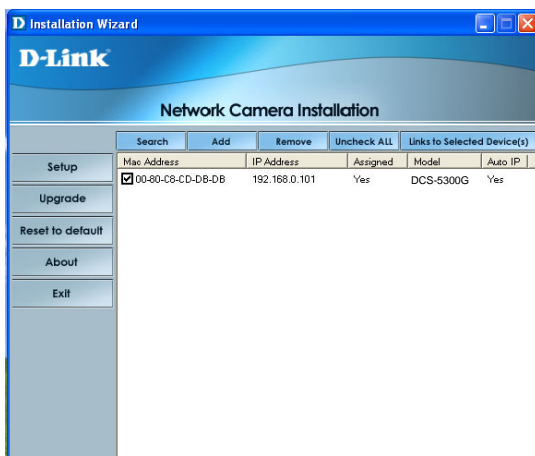 D Installation Wizard
D-Link
Network Camera Installation
Search Add Remove Uncheck ALL Links to Selected Device(s)
Mac Address IP Address Assigned Model Auto IP
00-80-C8-CD-DB-DB 192.168.0.101 Yes DCS-5300G Yes
Setup
Upgrade
Reset to default
About
Exit